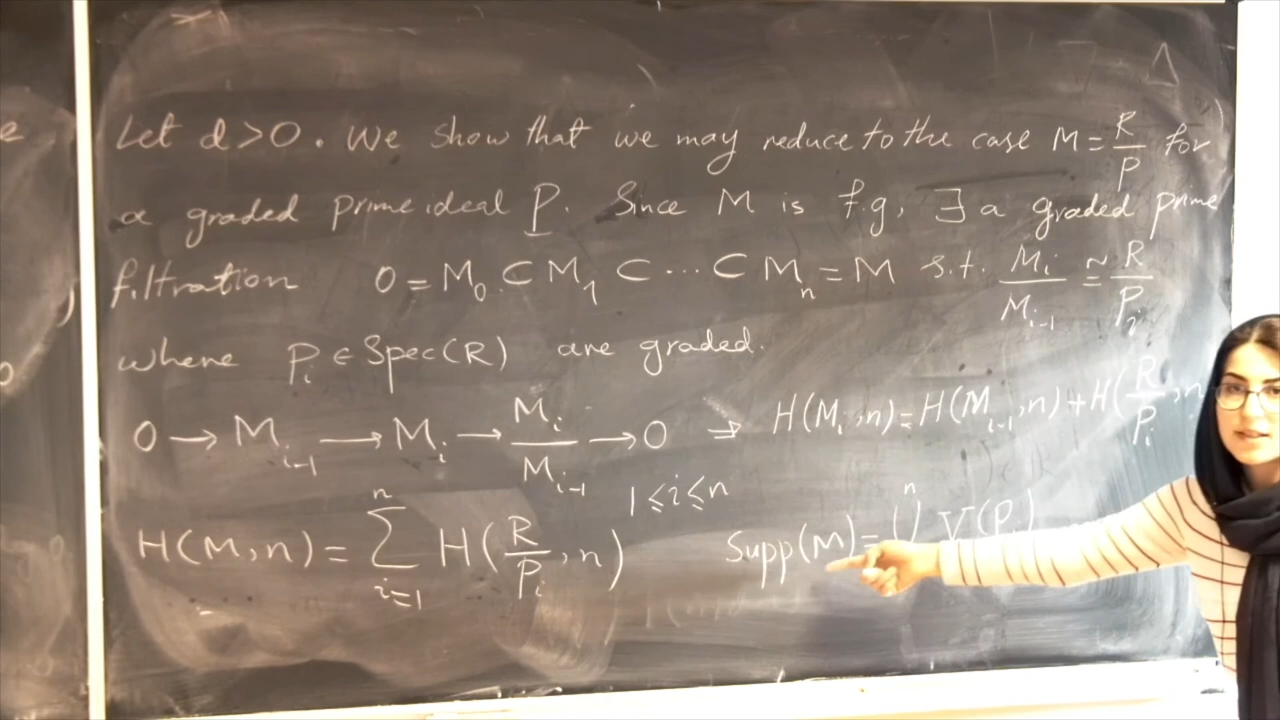 e
Let d > 0. We show that we may reduce to the case M = R/P for
a graded prime ideal P. Since M is f.g, ∃ a graded prime
filtration 0 = M₀ ⊂ M₁ ⊂ ... ⊂ Mₙ = M s.t. Mᵢ/Mᵢ₋₁ ≅ R/Pᵢ
where Pᵢ ∈ Spec(R) are graded.
0 → Mᵢ₋₁ → Mᵢ → Mᵢ/Mᵢ₋₁ → 0 ⇒ H(Mᵢ, n) = H(Mᵢ₋₁, n) + H(R/Pᵢ, n
1 ≤ i ≤ n
H(M, n) = ∑ᵢ₌₁ⁿ H(R/Pᵢ, n) Supp(M) = ⋃ⁿ V(Pᵢ)